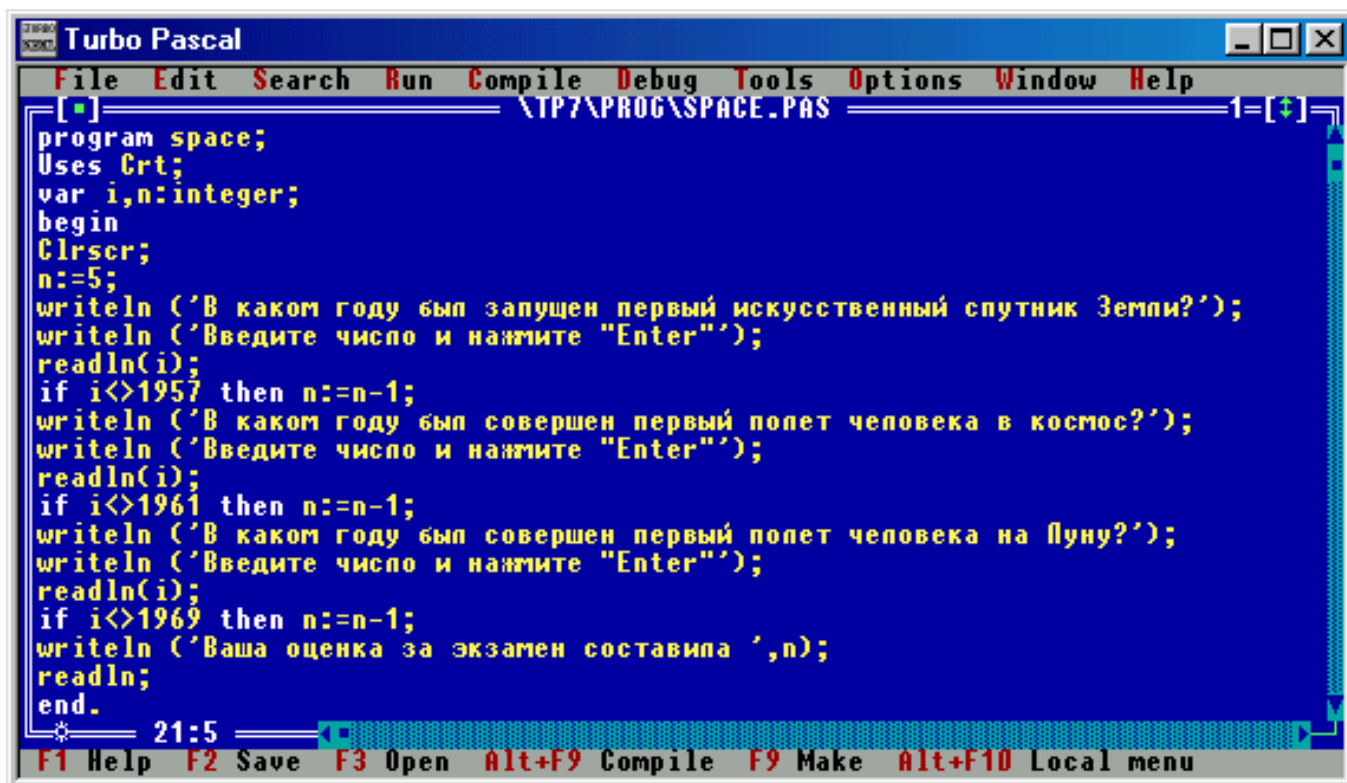 Turbo Pascal
File Edit Search Run Compile Debug Tools Options Window Help
\TP7\PROG\SPACE.PAS 1=[↕]
program space;
Uses Crt;
var i,n:integer;
begin
Clrscr;
n:=5;
writeln ('В каком году был запущен первый искусственный спутник Земли?');
writeln ('Введите число и нажмите "Enter"');
readln(i);
if i<>1957 then n:=n-1;
writeln ('В каком году был совершен первый полет человека в космос?');
writeln ('Введите число и нажмите "Enter"');
readln(i);
if i<>1961 then n:=n-1;
writeln ('В каком году был совершен первый полет человека на Луну?');
writeln ('Введите число и нажмите "Enter"');
readln(i);
if i<>1969 then n:=n-1;
writeln ('Ваша оценка за экзамен составила ',n);
readln;
end.
21:5
F1 Help F2 Save F3 Open Alt+F9 Compile F9 Make Alt+F10 Local menu